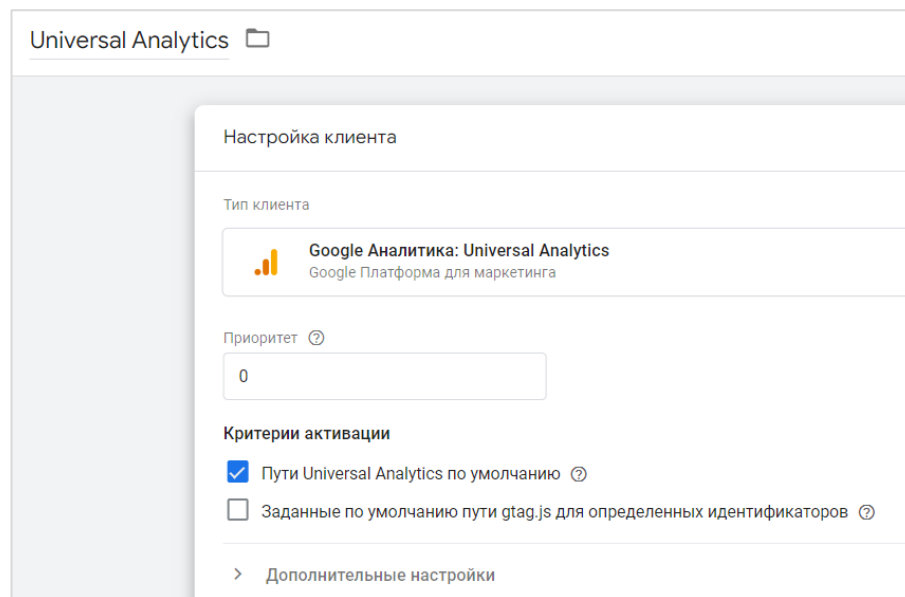 Universal Analytics
Настройка клиента
Тип клиента
Google Аналитика: Universal Analytics
Google Платформа для маркетинга
Приоритет
0
Критерии активации
Пути Universal Analytics по умолчанию
Заданные по умолчанию пути gtag.js для определенных идентификаторов
Дополнительные настройки